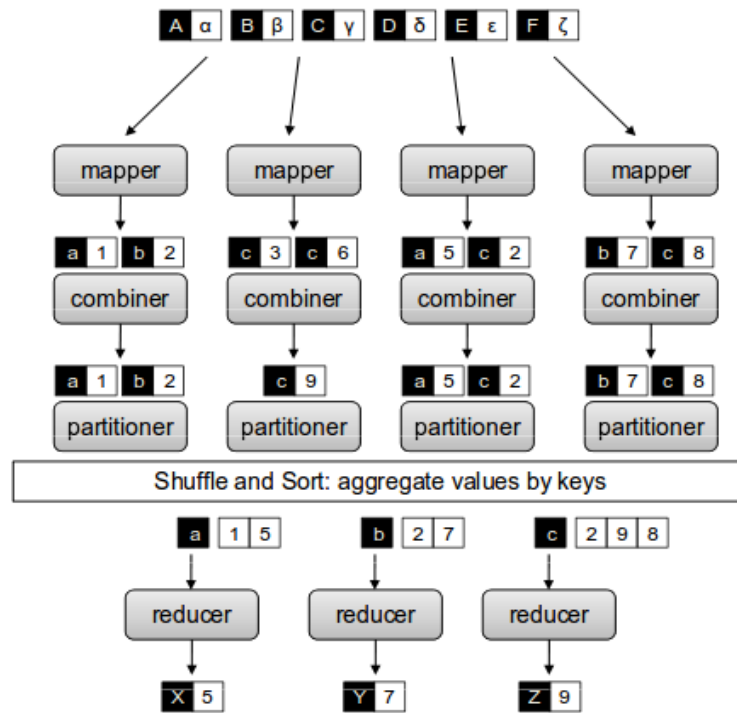 A α B β C γ D δ E ε F ζ
mapper mapper mapper mapper
a 1 b 2 c 3 c 6 a 5 c 2 b 7 c 8
combiner combiner combiner combiner
a 1 b 2 c 9 a 5 c 2 b 7 c 8
partitioner partitioner partitioner partitioner
Shuffle and Sort: aggregate values by keys
a 1 5 b 2 7 c 2 9 8
reducer reducer reducer
X 5 Y 7 Z 9